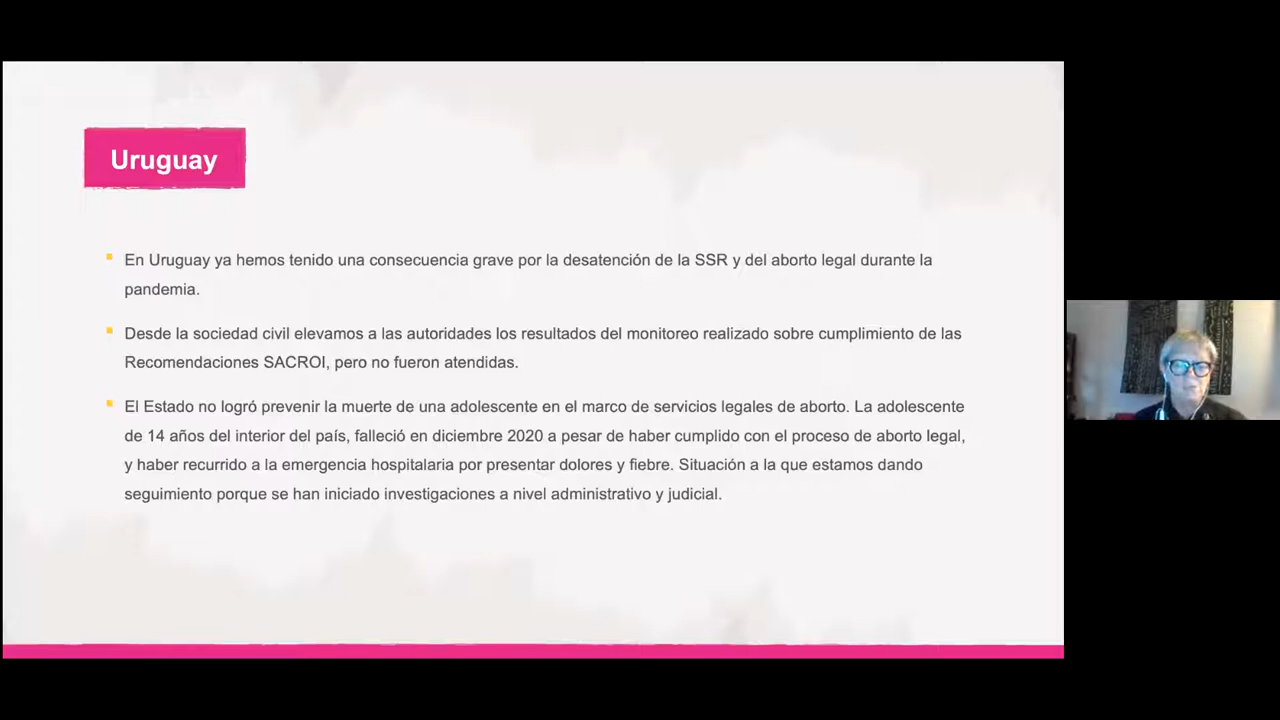 Uruguay
En Uruguay ya hemos tenido una consecuencia grave por la desatención de la SSR y del aborto legal durante la
pandemia.
Desde la sociedad civil elevamos a las autoridades los resultados del monitoreo realizado sobre cumplimiento de las
Recomendaciones SACROI, pero no fueron atendidas.
El Estado no logró prevenir la muerte de una adolescente en el marco de servicios legales de aborto. La adolescente
de 14 años del interior del país, falleció en diciembre 2020 a pesar de haber cumplido con el proceso de aborto legal,
y haber recurrido a la emergencia hospitalaria por presentar dolores y fiebre. Situación a la que estamos dando
seguimiento porque se han iniciado investigaciones a nivel administrativo y judicial.